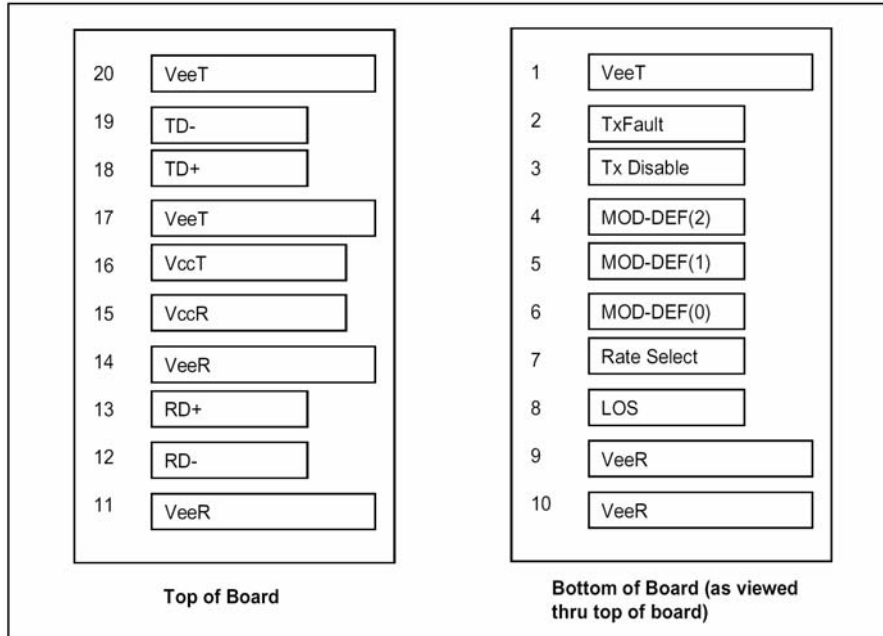 20 VeeT
19 TD-
18 TD+
17 VeeT
16 VccT
15 VccR
14 VeeR
13 RD+
12 RD-
11 VeeR
Top of Board
1 VeeT
2 TxFault
3 Tx Disable
4 MOD-DEF(2)
5 MOD-DEF(1)
6 MOD-DEF(0)
7 Rate Select
8 LOS
9 VeeR
10 VeeR
Bottom of Board (as viewed
thru top of board)